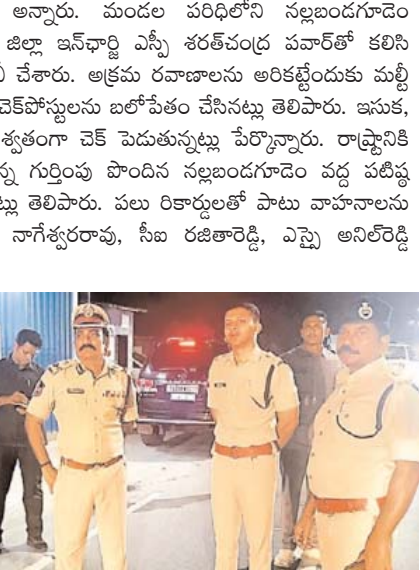 అన్నారు. మండల పరిధిలోని నల్లబండగూడెం
జిల్లా ఇన్‌ఛార్జి ఎస్పీ శరత్‌చంద్ర పవార్‌తో కలిసి
చేశారు. అక్రమ రవాణాలను అరికట్టేందుకు మల్టీ
చెక్‌పోస్టులను బలోపేతం చేసినట్లు తెలిపారు. ఇసుక,
శ్వతంగా చెక్ పెడుతున్నట్లు పేర్కొన్నారు. రాష్ట్రానికి
న్న గుర్తింపు పొందిన నల్లబండగూడెం వద్ద పటిష్ఠ
ట్లు తెలిపారు. పలు రికార్డులతో పాటు వాహనాలను
నాగేశ్వరరావు, సీఐ రజితారెడ్డి, ఎస్సై అనిల్‌రెడ్డి